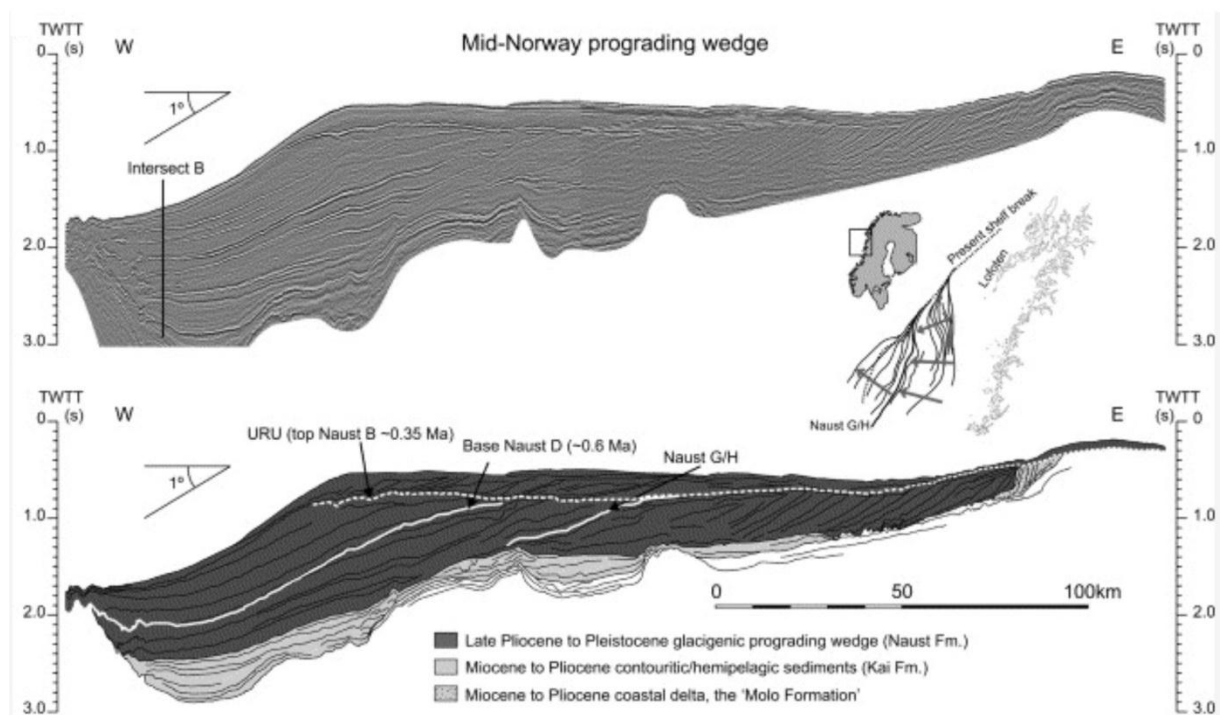 TWTT
(s)
W
Mid-Norway prograding wedge
E
TWTT
(s)
0
1.0
2.0
3.0
0
1.0
2.0
3.0
1°
Intersect B
Present shelf break
Lofoten
Naust G/H
TWTT
(s)
W
E
TWTT
(s)
0
1.0
2.0
3.0
0
1.0
2.0
3.0
1°
URU (top Naust B ~0.35 Ma)
Base Naust D (~0.6 Ma)
Naust G/H
0 50 100km
Late Pliocene to Pleistocene glacigenic prograding wedge (Naust Fm.)
Miocene to Pliocene contouritic/hemipelagic sediments (Kai Fm.)
Miocene to Pliocene coastal delta, the 'Molo Formation'